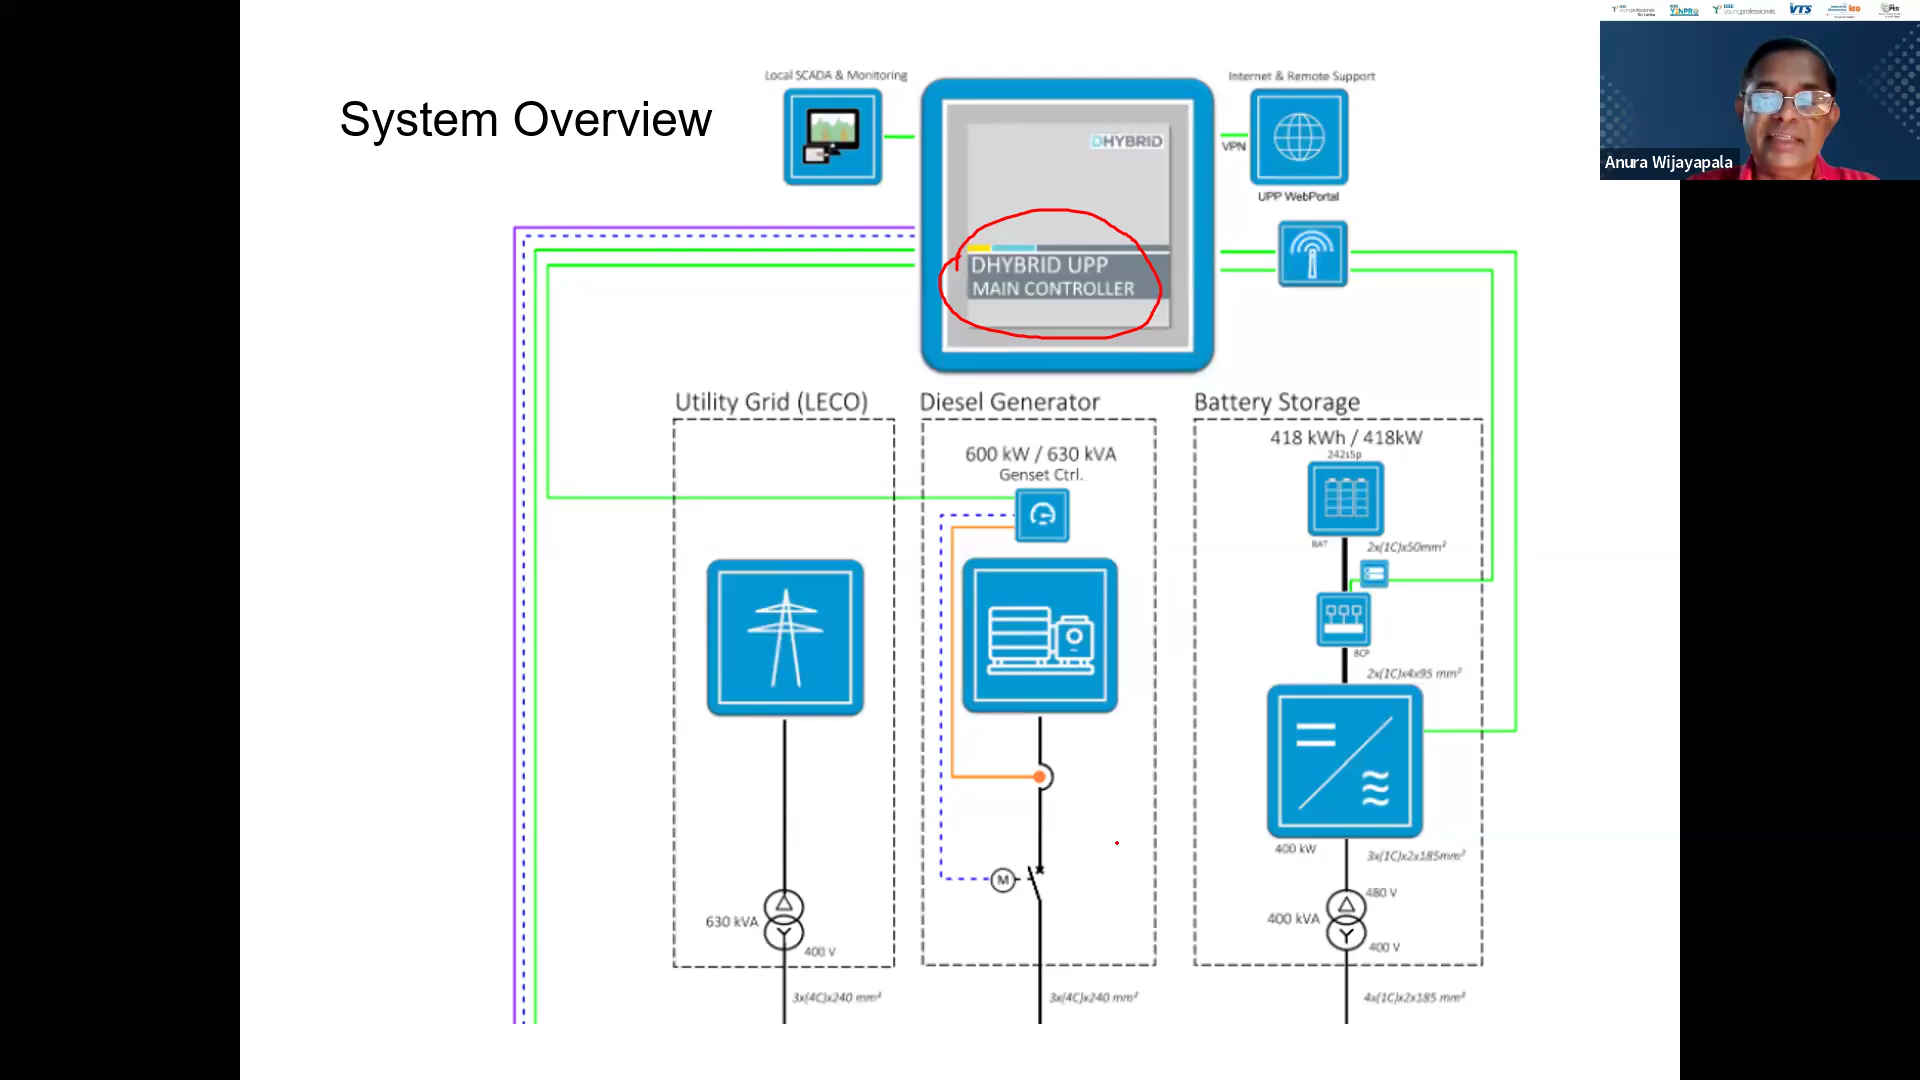 System Overview
Local SCADA & Monitoring
Internet & Remote Support
DHYBRID
VPN
UPP WebPortal
DHYBRID UPP
MAIN CONTROLLER
VTS
Anura Wijayapala
Utility Grid (LECO)
Diesel Generator
Battery Storage
600 kW / 630 kVA
Genset Ctrl.
418 kWh / 418kW
242s5p
BAT
2x(1C)x50mm²
BCP
2x(1C)x4x95 mm²
M
400 kW
3x(1C)x2x185mm²
480 V
630 kVA
400 V
400 kVA
400 V
3x(4C)x240 mm²
3x(4C)x240 mm²
4x(1C)x2x185 mm²